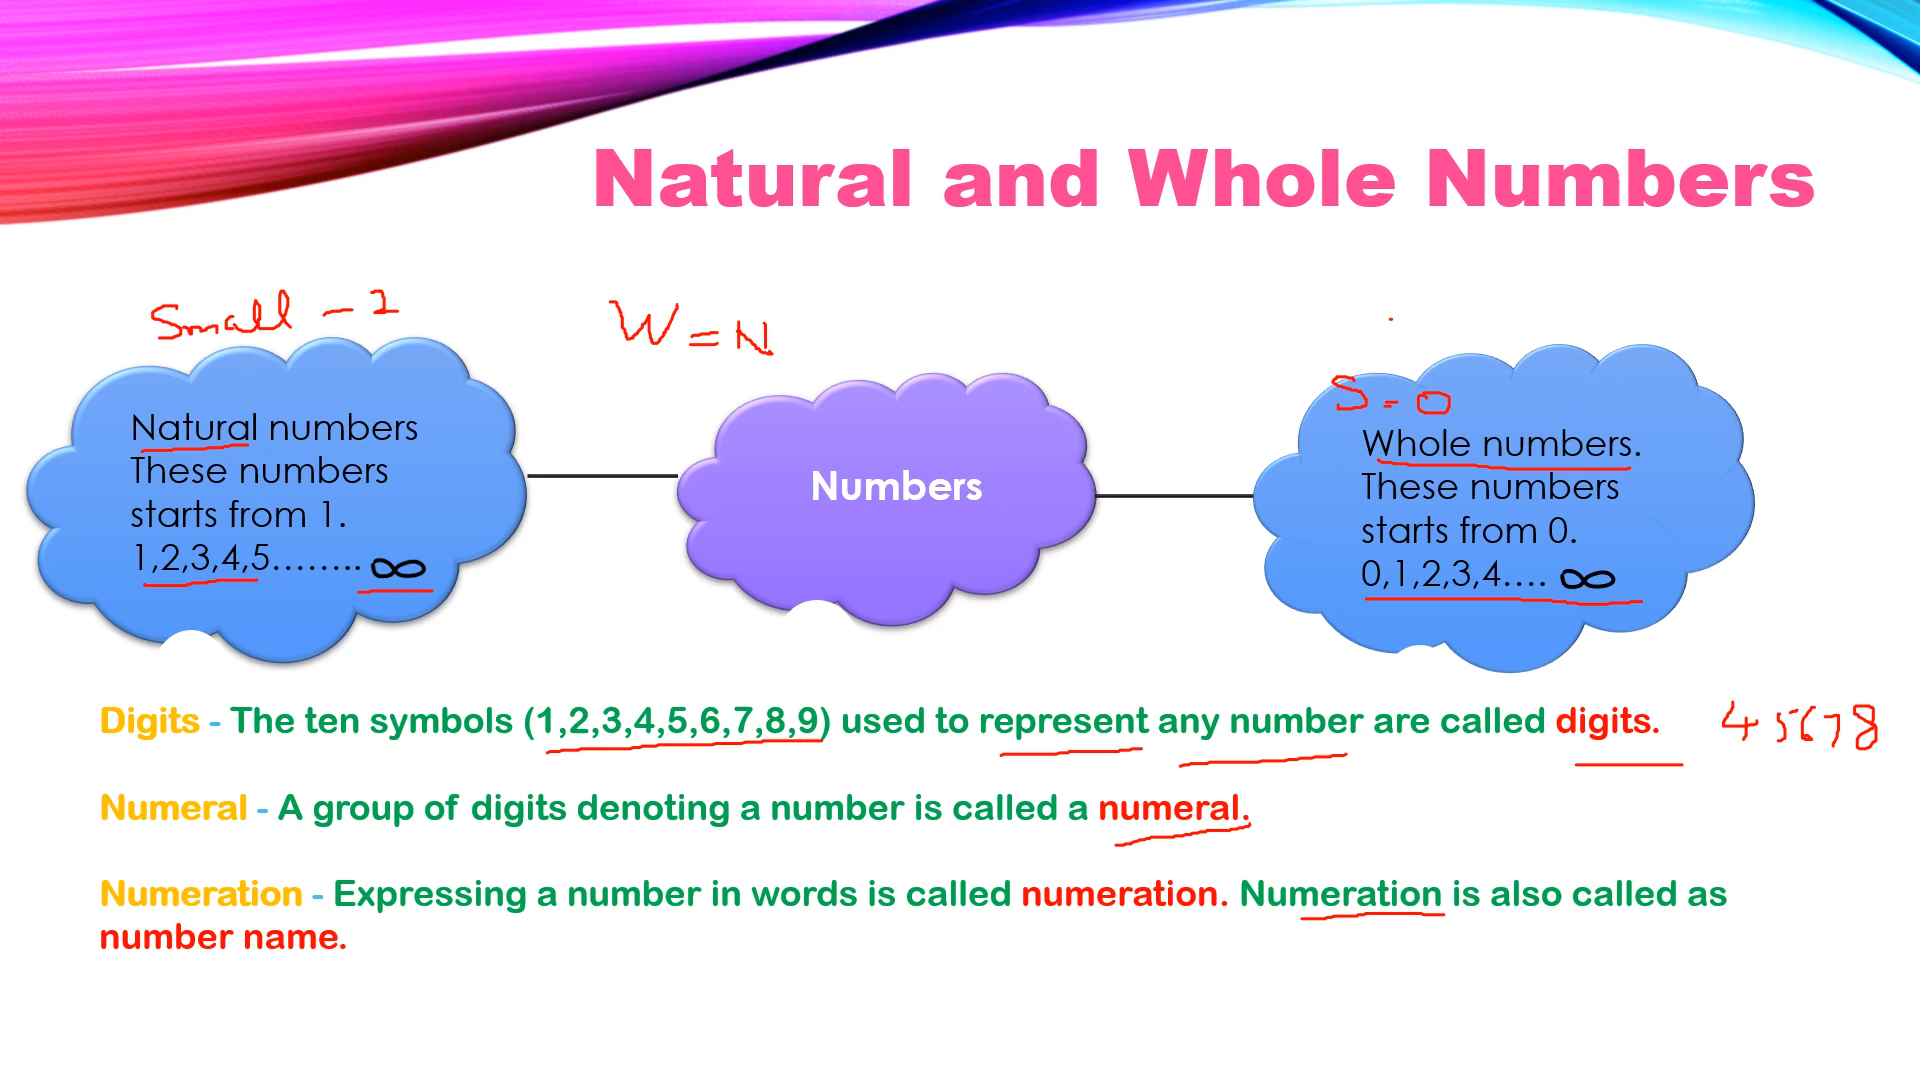 Natural and Whole Numbers
Small - 1
W = N
S = 0
Natural numbers
These numbers
starts from 1.
1,2,3,4,5........ ∞
Numbers
Whole numbers.
These numbers
starts from 0.
0,1,2,3,4.... ∞
Digits - The ten symbols (1,2,3,4,5,6,7,8,9) used to represent any number are called digits. 45678
Numeral - A group of digits denoting a number is called a numeral.
Numeration - Expressing a number in words is called numeration. Numeration is also called as
number name.